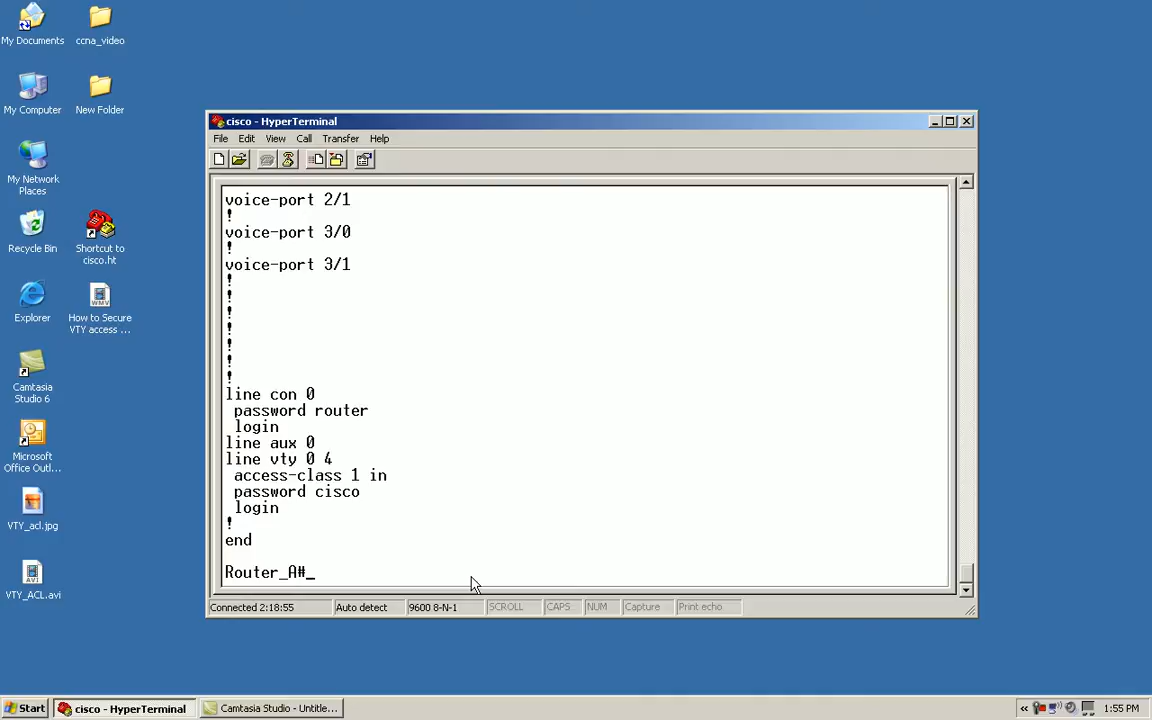 My Documents
ccna_video
My Computer
New Folder
My Network
Places
Recycle Bin
Shortcut to
cisco.ht
Explorer
How to Secure
VTY access ...
Camtasia
Studio 6
Microsoft
Office Outl...
VTY_acl.jpg
VTY_ACL.avi
cisco - HyperTerminal
File Edit View Call Transfer Help
voice-port 2/1
!
voice-port 3/0
!
voice-port 3/1
!
!
!
!
!
!
!
line con 0
password router
login
line aux 0
line vty 0 4
access-class 1 in
password cisco
login
!
end
Router_A#_
Connected 2:18:55 Auto detect 9600 8-N-1 SCROLL CAPS NUM Capture Print echo
Start cisco - HyperTerminal Camtasia Studio - Untitle... « 1:55 PM